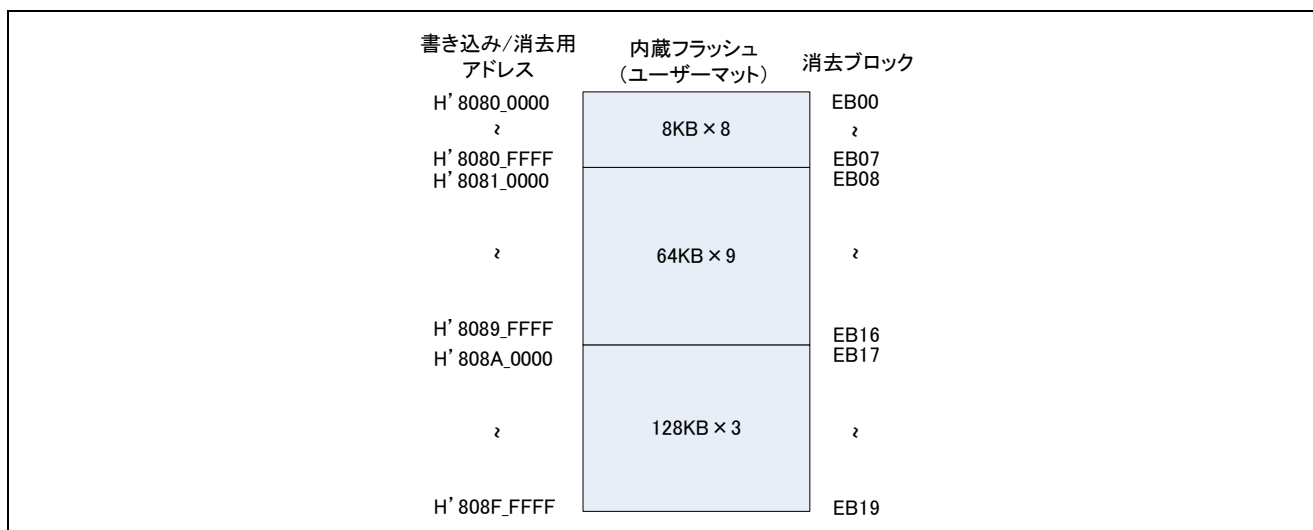 書き込み/消去用
アドレス
内蔵フラッシュ
（ユーザーマット）
消去ブロック
H’8080_0000
EB00
~
8KB×8
~
H’8080_FFFF
EB07
H’8081_0000
EB08
~
64KB×9
~
H’8089_FFFF
EB16
H’808A_0000
EB17
~
128KB×3
~
H’808F_FFFF
EB19